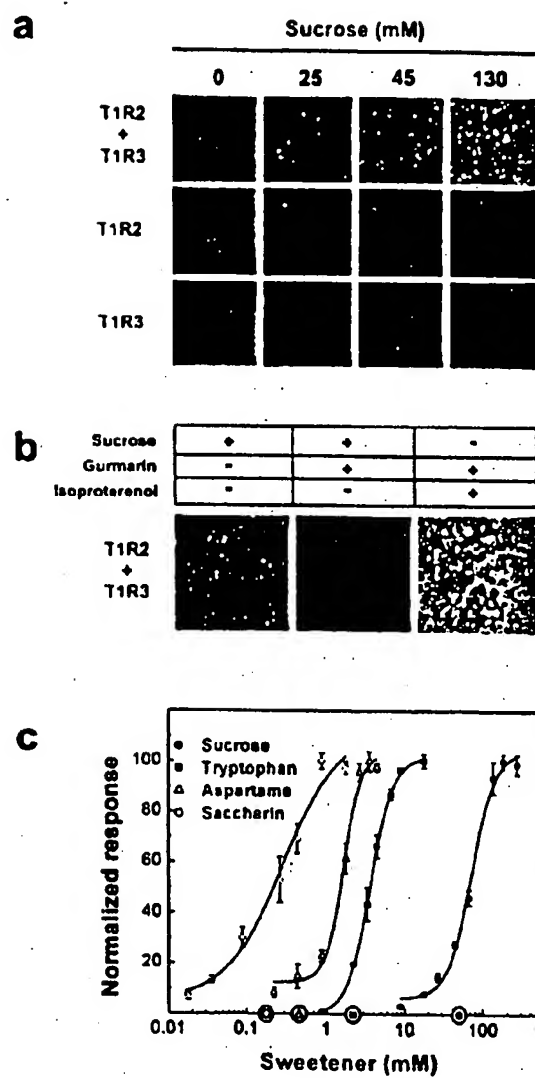 a
Sucrose (mM)
0 25 45 130
T1R2
+
T1R3
T1R2
T1R3
b
Sucrose + + -
Gurmarin - + +
Isoproterenol - - +
T1R2
+
T1R3
c
Sucrose
Tryptophan
Aspartame
Saccharin
Normalized response
100
80
60
40
20
0.01 0.1 1 10 100
Sweetener (mM)